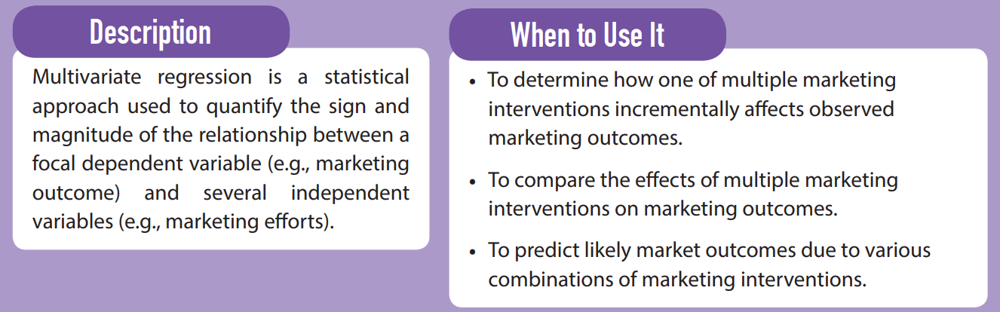 Description
Multivariate regression is a statistical
approach used to quantify the sign and
magnitude of the relationship between a
focal dependent variable (e.g., marketing
outcome) and several independent
variables (e.g., marketing efforts).
When to Use It
• To determine how one of multiple marketing
interventions incrementally affects observed
marketing outcomes.
• To compare the effects of multiple marketing
interventions on marketing outcomes.
• To predict likely market outcomes due to various
combinations of marketing interventions.